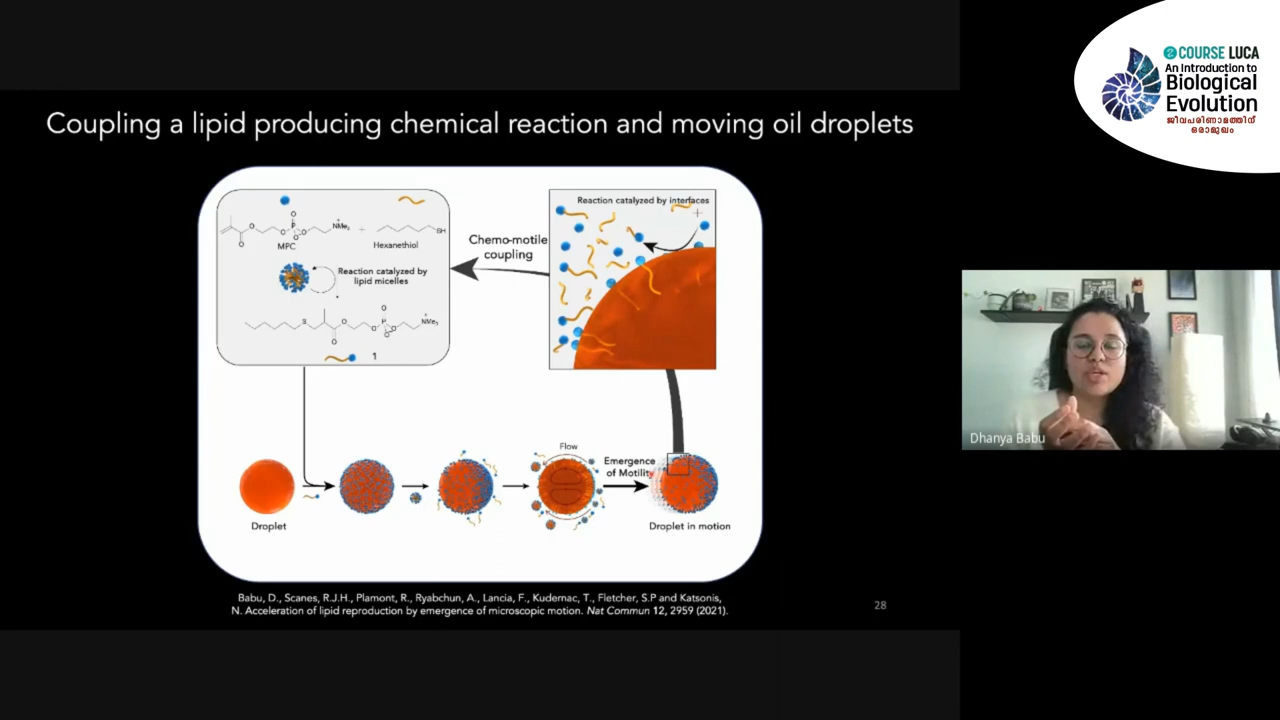 COURSE LUCA
An Introduction to
Biological
Evolution
ജീവപരിണാമത്തിന്
ഒരാമുഖം
Coupling a lipid producing chemical reaction and moving oil droplets
MPC
Hexanethiol
Reaction catalyzed by
lipid micelles
1
Chemo-motile
coupling
Reaction catalyzed by interfaces
Droplet
Flow
Emergence
of Motility
Droplet in motion
Babu, D., Scanes, R.J.H., Plamont, R., Ryabchun, A., Lancia, F., Kudernac, T., Fletcher, S.P and Katsonis,
N. Acceleration of lipid reproduction by emergence of microscopic motion. Nat Commun 12, 2959 (2021).
28
Dhanya Babu